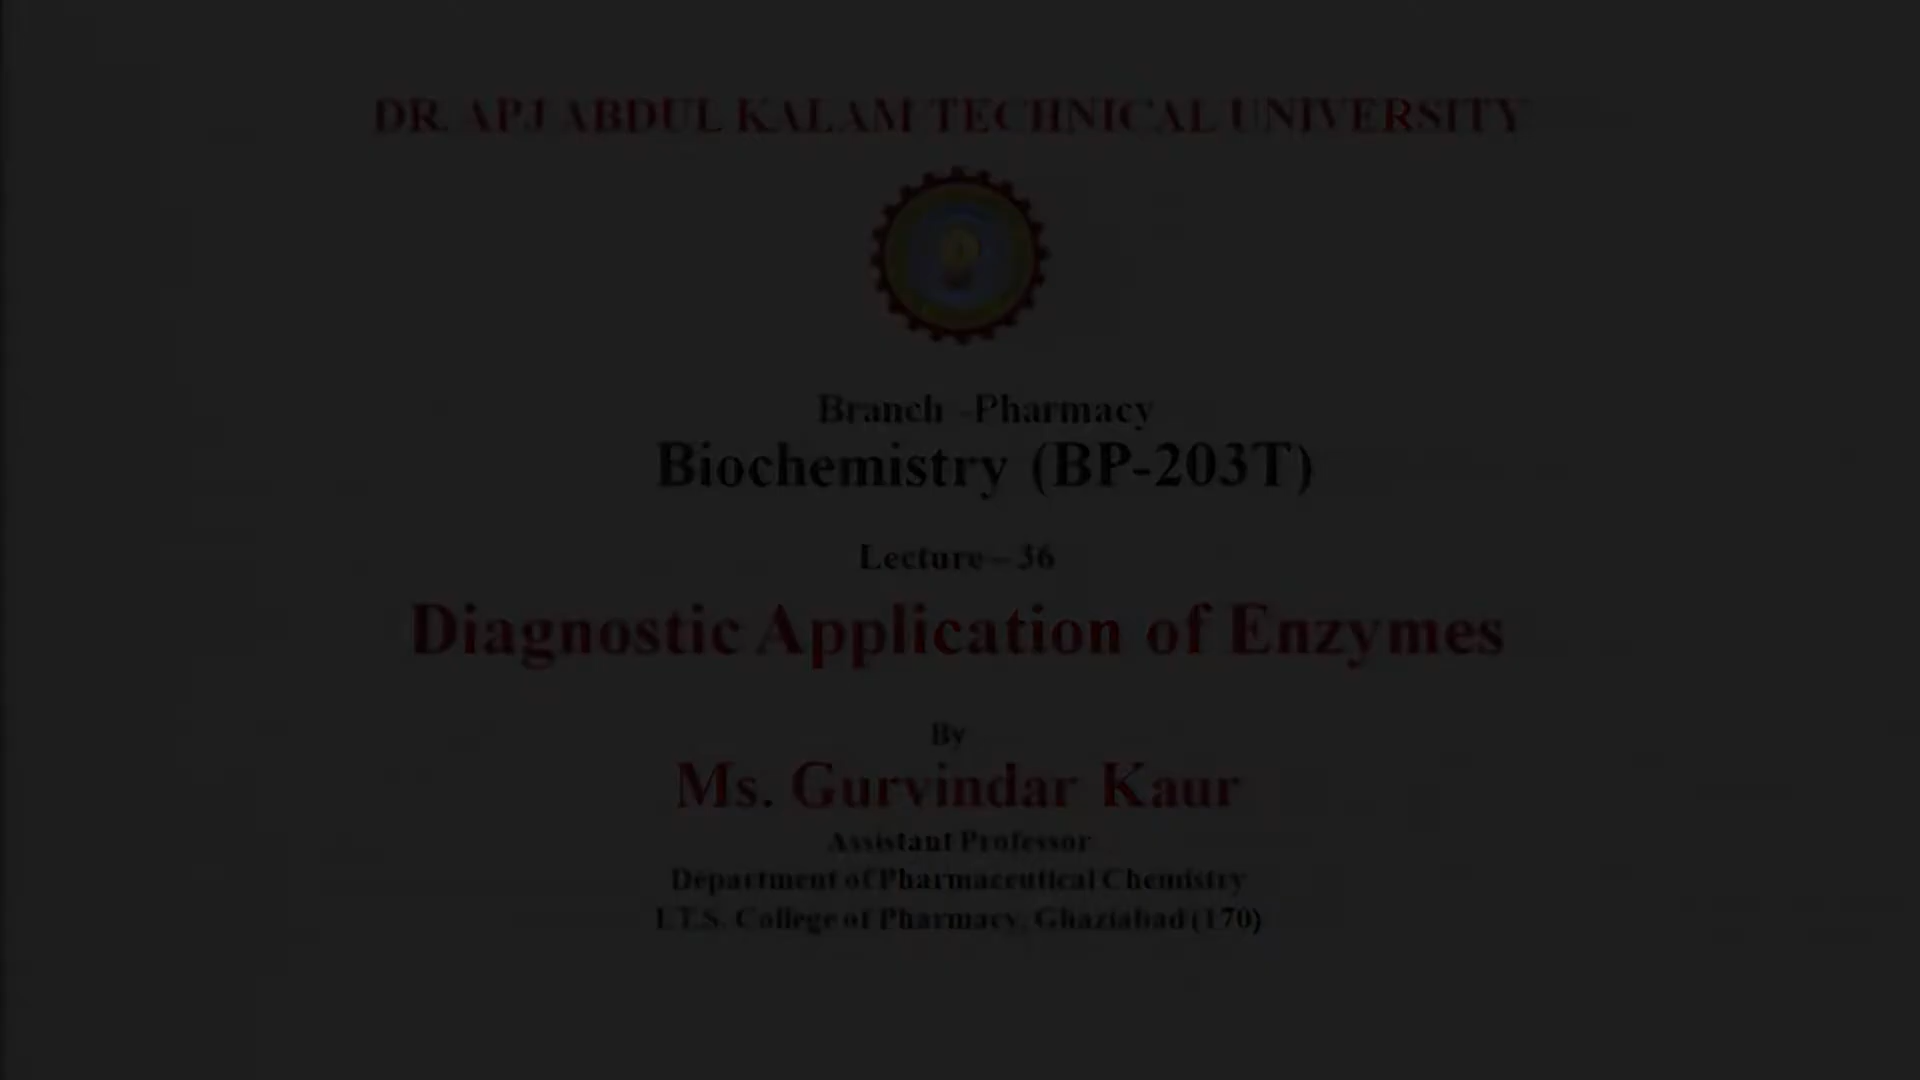 DR. APJ ABDUL KALAM TECHNICAL UNIVERSITY
Branch -Pharmacy
Biochemistry (BP-203T)
Lecture– 36
Diagnostic Application of Enzymes
By
Ms. Gurvindar Kaur
Assistant Professor
Department of Pharmaceutical Chemistry
I.T.S. College of Pharmacy, Ghaziabad (170)